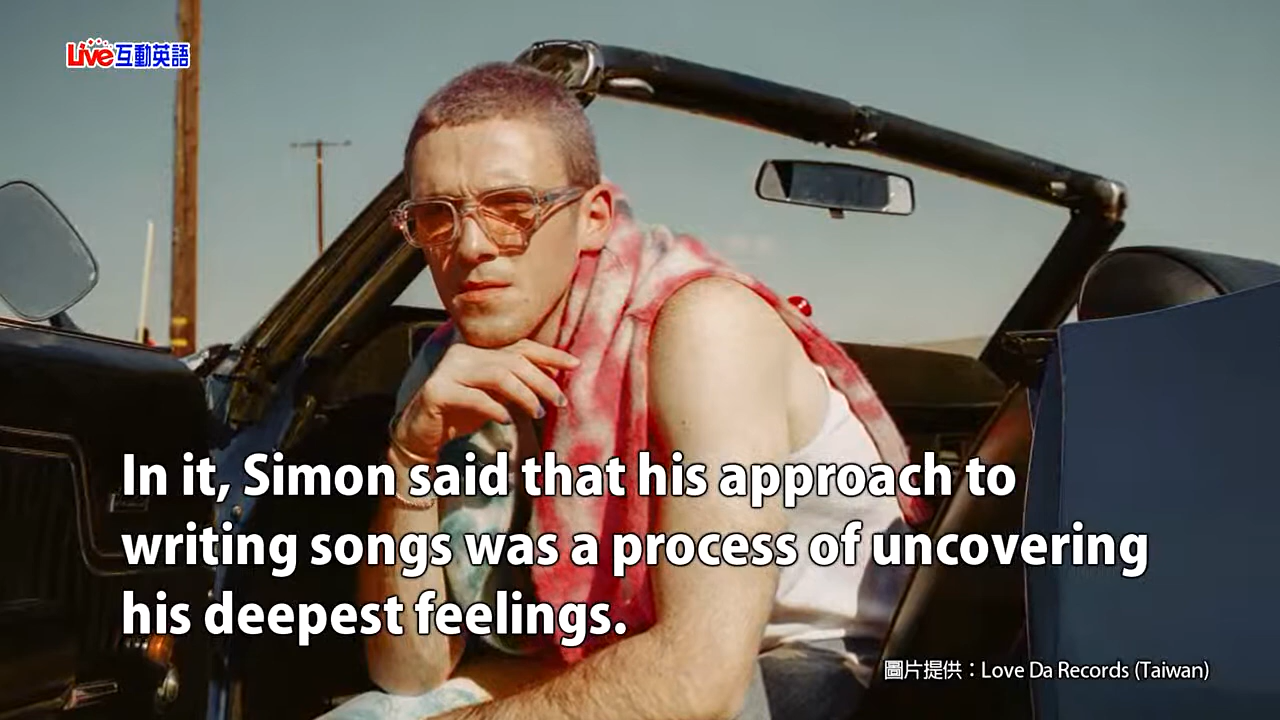 Live互動英語
In it, Simon said that his approach to
writing songs was a process of uncovering
his deepest feelings.
圖片提供：Love Da Records (Taiwan)